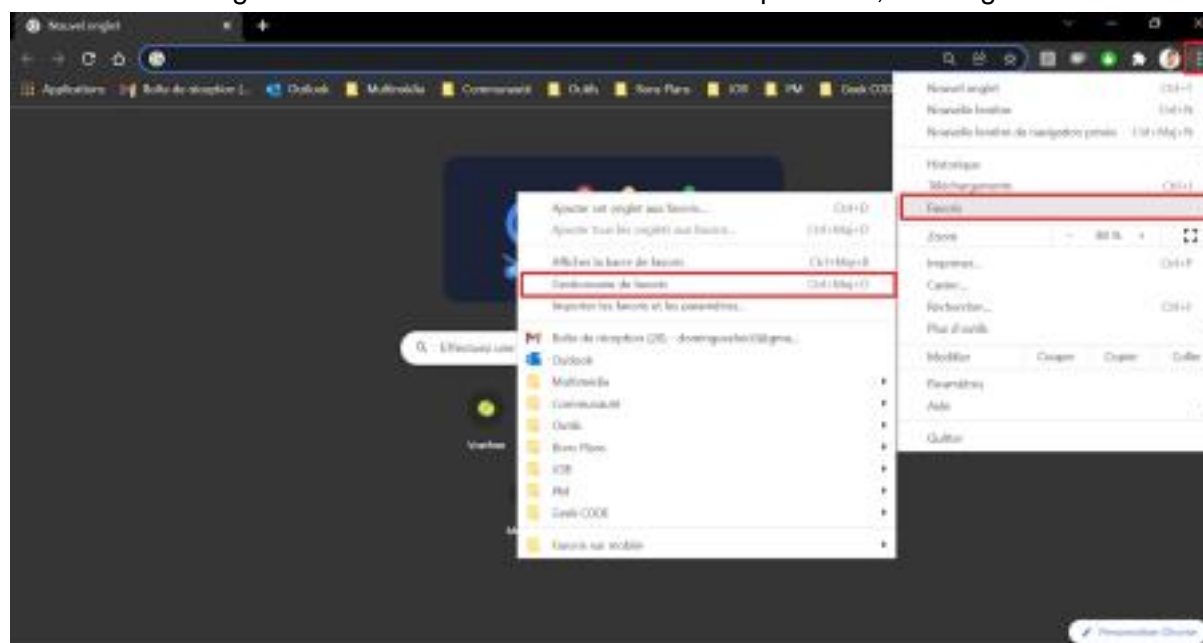 Nouvel onglet
Applications Boîte de réception ( Outlook Multimédia Communauté Outils Bons Plans IOB PM Geek CODE
Nouvel onglet Ctrl+T
Nouvelle fenêtre Ctrl+N
Nouvelle fenêtre de navigation privée Ctrl+Maj+N
Historique
Téléchargements Ctrl+J
Favoris
Zoom - 80 % +
Imprimer... Ctrl+P
Caster...
Rechercher... Ctrl+F
Plus d'outils
Modifier Couper Copier Coller
Paramètres
Aide
Quitter
Ajouter cet onglet aux favoris... Ctrl+D
Ajouter tous les onglets aux favoris... Ctrl+Maj+D
Afficher la barre de favoris Ctrl+Maj+B
Gestionnaire de favoris Ctrl+Maj+O
Importer les favoris et les paramètres...
Boîte de réception (28)
Outlook
Multimédia
Communauté
Outils
Bons Plans
IOB
PM
Geek CODE
Favoris sur mobile
Effectuez une
Personnaliser Chrome